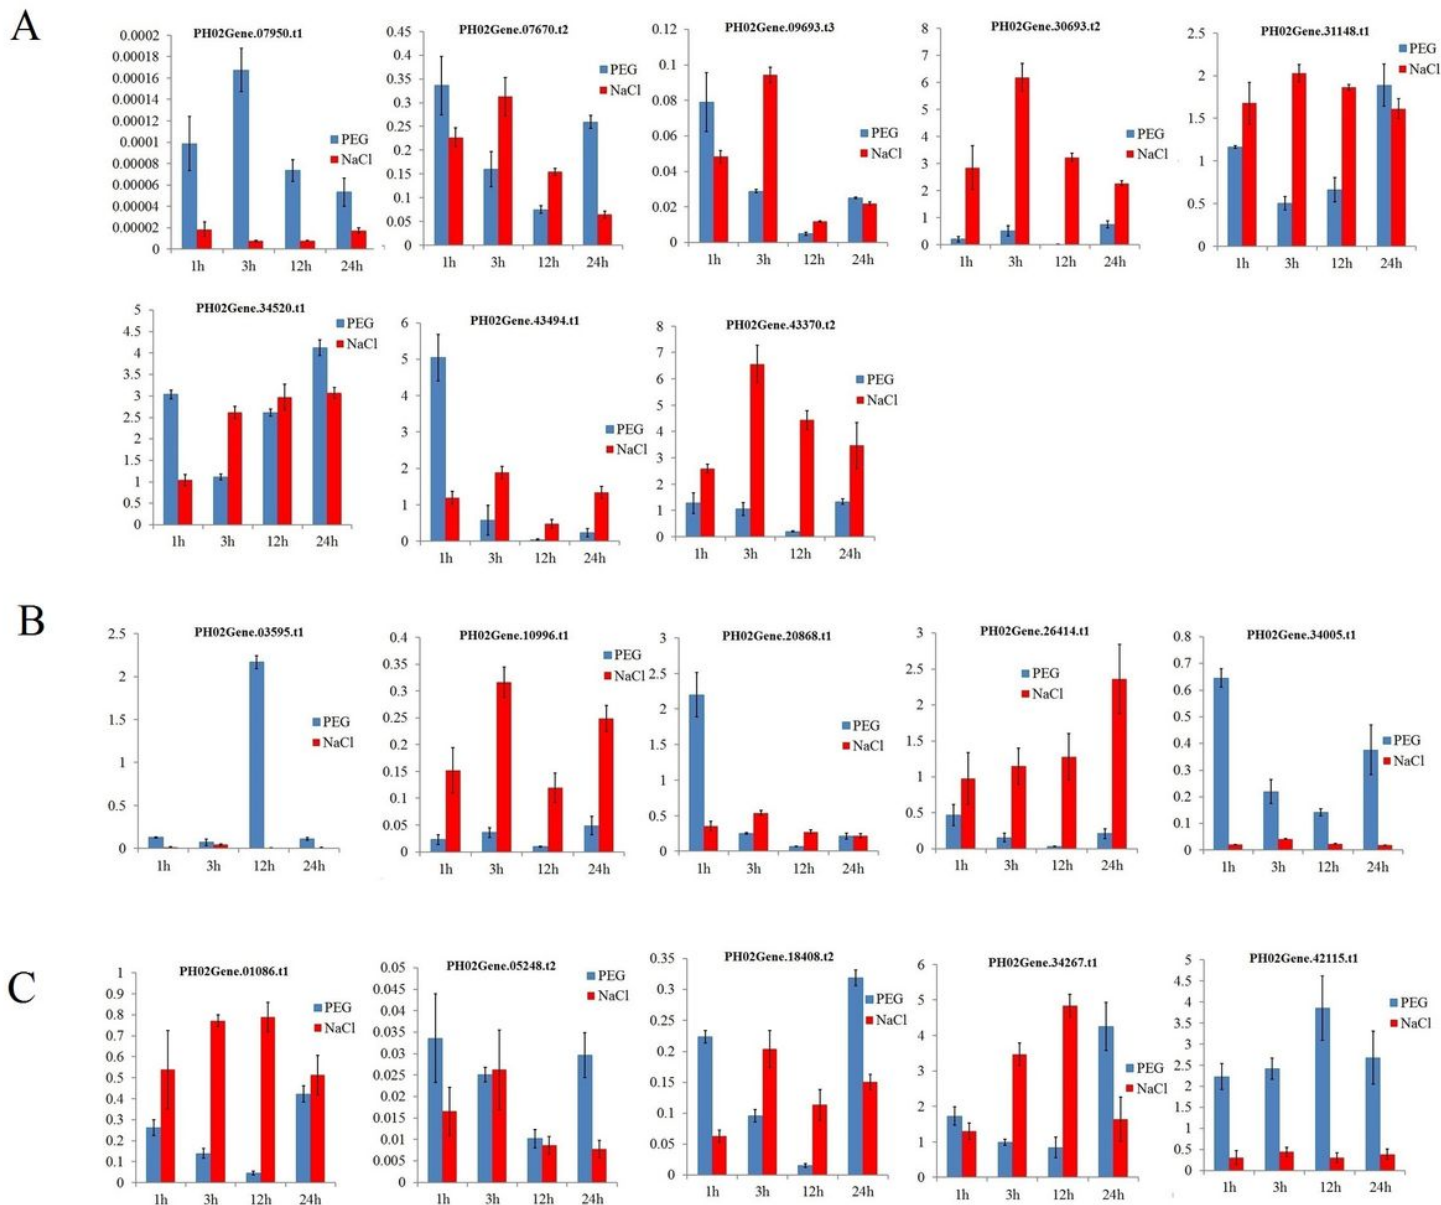 A
PH02Gene.07950.t1
0.0002
0.00018
0.00016
0.00014
0.00012
0.0001
0.00008
0.00006
0.00004
0.00002
0
1h 3h 12h 24h
PEG
NaCl
PH02Gene.07670.t2
0.45
0.4
0.35
0.3
0.25
0.2
0.15
0.1
0.05
0
1h 3h 12h 24h
PEG
NaCl
PH02Gene.09693.t3
0.12
0.1
0.08
0.06
0.04
0.02
0
1h 3h 12h 24h
PEG
NaCl
PH02Gene.30693.t2
8
7
6
5
4
3
2
1
0
1h 3h 12h 24h
PEG
NaCl
PH02Gene.31148.t1
2.5
2
1.5
1
0.5
0
1h 3h 12h 24h
PEG
NaCl
PH02Gene.34520.t1
5
4.5
4
3.5
3
2.5
2
1.5
1
0.5
0
1h 3h 12h 24h
PEG
NaCl
PH02Gene.43494.t1
6
5
4
3
2
1
0
1h 3h 12h 24h
PEG
NaCl
PH02Gene.43370.t2
8
7
6
5
4
3
2
1
0
1h 3h 12h 24h
PEG
NaCl
B
PH02Gene.03595.t1
2.5
2
1.5
1
0.5
0
1h 3h 12h 24h
PEG
NaCl
PH02Gene.10996.t1
0.4
0.35
0.3
0.25
0.2
0.15
0.1
0.05
0
1h 3h 12h 24h
PEG
NaCl
PH02Gene.20868.t1
3
2.5
2
1.5
1
0.5
0
1h 3h 12h 24h
PEG
NaCl
PH02Gene.26414.t1
3
2.5
2
1.5
1
0.5
0
1h 3h 12h 24h
PEG
NaCl
PH02Gene.34005.t1
0.8
0.7
0.6
0.5
0.4
0.3
0.2
0.1
0
1h 3h 12h 24h
PEG
NaCl
C
PH02Gene.01086.t1
1
0.9
0.8
0.7
0.6
0.5
0.4
0.3
0.2
0.1
0
1h 3h 12h 24h
PEG
NaCl
PH02Gene.05248.t2
0.05
0.045
0.04
0.035
0.03
0.025
0.02
0.015
0.01
0.005
0
1h 3h 12h 24h
PEG
NaCl
PH02Gene.18408.t2
0.35
0.3
0.25
0.2
0.15
0.1
0.05
0
1h 3h 12h 24h
PEG
NaCl
PH02Gene.34267.t1
6
5
4
3
2
1
0
1h 3h 12h 24h
PEG
NaCl
PH02Gene.42115.t1
5
4.5
4
3.5
3
2.5
2
1.5
1
0.5
0
1h 3h 12h 24h
PEG
NaCl